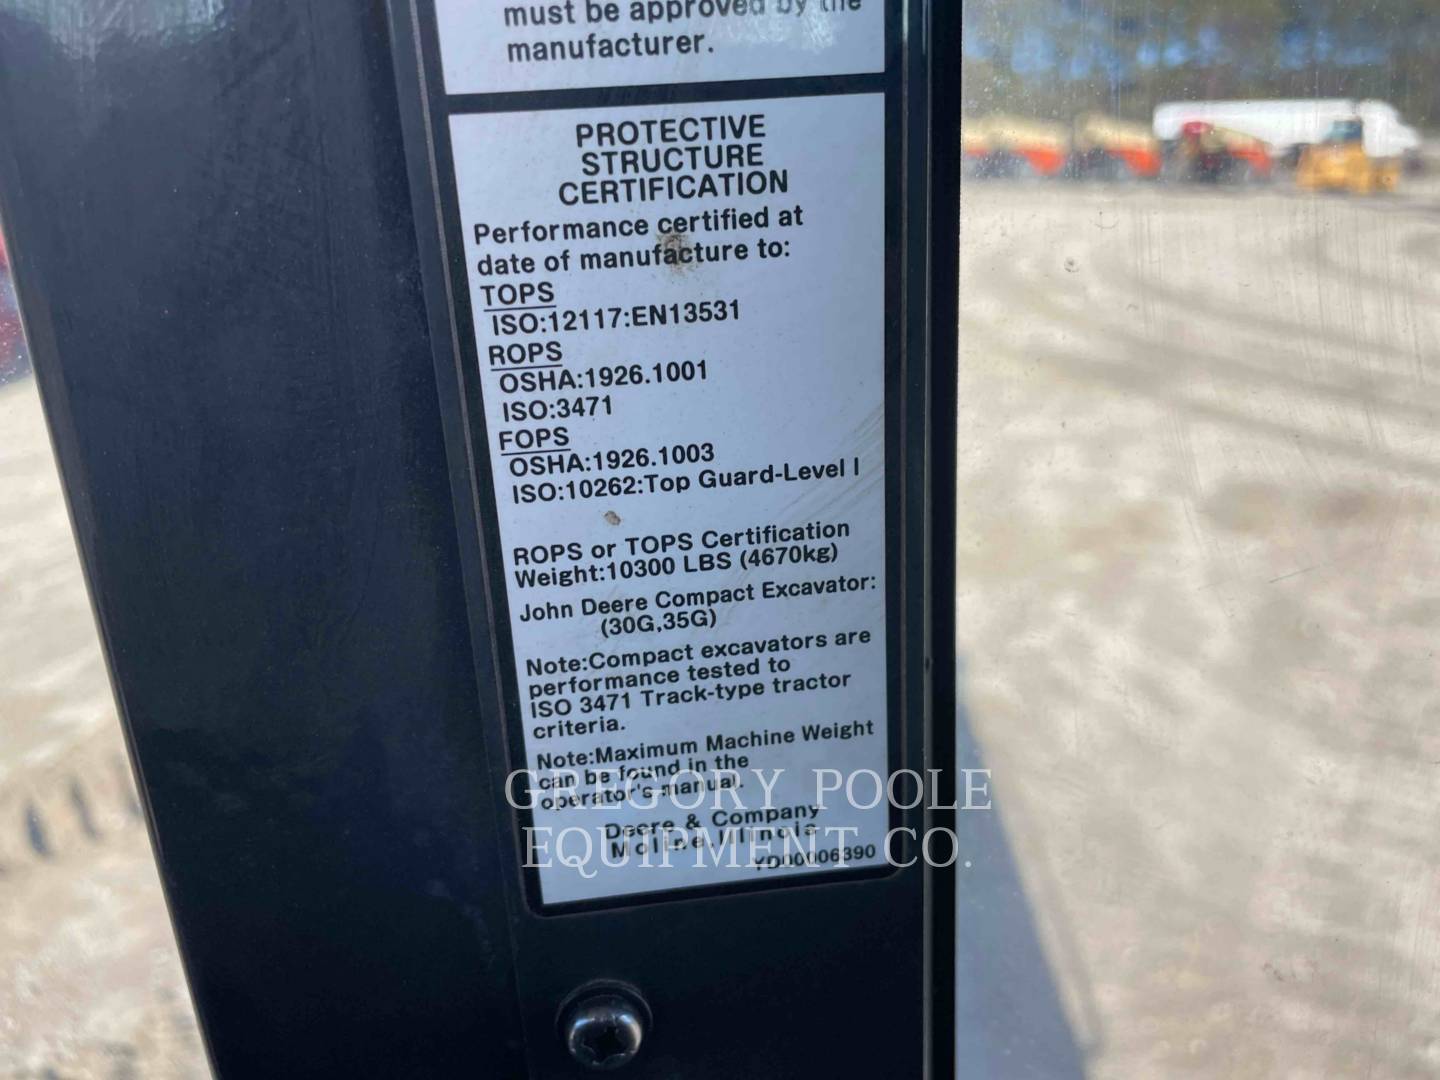 must be approved by the
manufacturer.
PROTECTIVE
STRUCTURE
CERTIFICATION
Performance certified at
date of manufacture to:
TOPS
ISO:12117:EN13531
ROPS
OSHA:1926.1001
ISO:3471
FOPS
OSHA:1926.1003
ISO:10262:Top Guard-Level I
ROPS or TOPS Certification
Weight:10300 LBS (4670kg)
John Deere Compact Excavator:
(30G,35G)
Note:Compact excavators are
performance tested to
ISO 3471 Track-type tractor
criteria.
Note:Maximum Machine Weight
can be found in the
operator's manual.
Deere & Company
Moline, Illinois
YD00006390
GREGORY POOLE
EQUIPMENT CO.